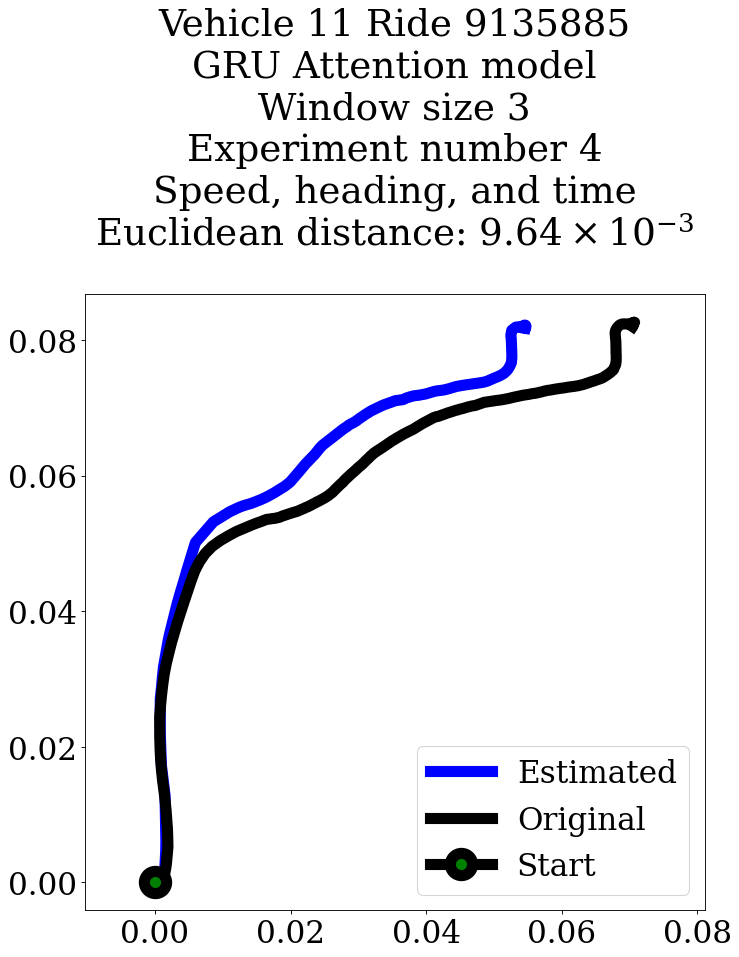 Vehicle 11 Ride 9135885
GRU Attention model
Window size 3
Experiment number 4
Speed, heading, and time
Euclidean distance: 9.64 × 10⁻³
0.08
0.06
0.04
0.02
0.00
Estimated
Original
Start
0.00 0.02 0.04 0.06 0.08